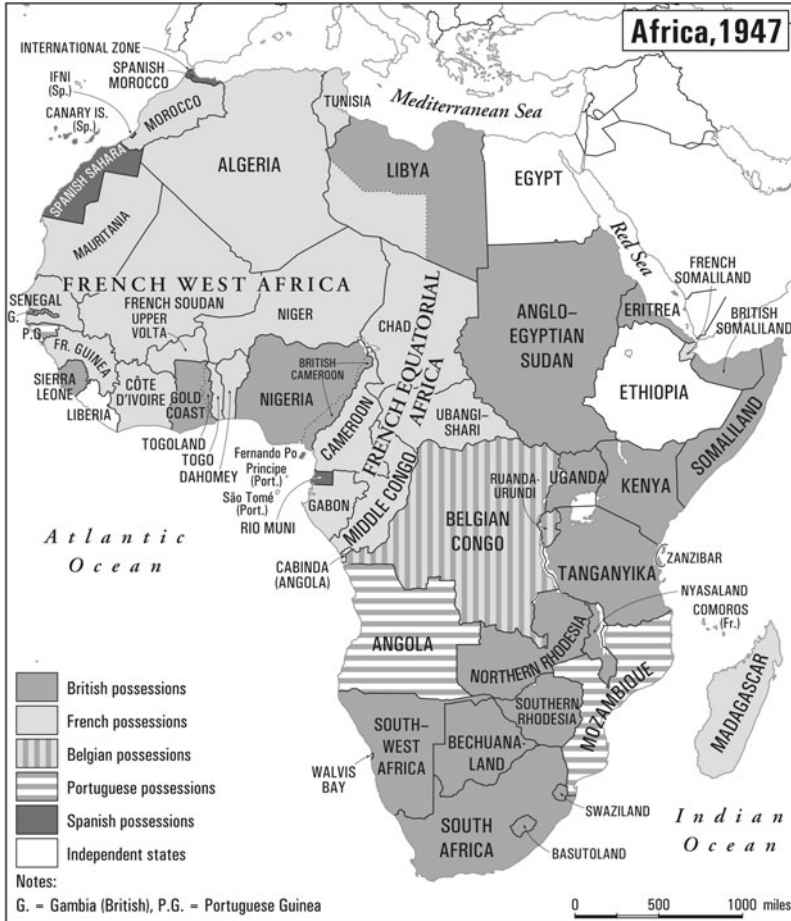 Africa, 1947
INTERNATIONAL ZONE
SPANISH
MOROCCO
IFNI
(Sp.)
CANARY IS.
(Sp.)
MOROCCO
TUNISIA
Mediterranean Sea
SPANISH SAHARA
ALGERIA
LIBYA
EGYPT
Red Sea
MAURITANIA
FRENCH WEST AFRICA
SENEGAL
G.
P.G.
FRENCH SOUDAN
UPPER
VOLTA
NIGER
CHAD
ANGLO-
EGYPTIAN
SUDAN
ERITREA
FRENCH
SOMALILAND
BRITISH
SOMALILAND
FR. GUINEA
SIERRA
LEONE
LIBERIA
CÔTE
D'IVOIRE
GOLD
COAST
TOGOLAND
TOGO
DAHOMEY
NIGERIA
BRITISH
CAMEROON
CAMEROON
FRENCH EQUATORIAL
AFRICA
UBANGI-
SHARI
ETHIOPIA
SOMALILAND
Fernando Po
Principe
(Port.)
São Tomé
(Port.)
RIO MUNI
GABON
MIDDLE CONGO
BELGIAN
CONGO
RUANDA-
URUNDI
UGANDA
KENYA
Atlantic
Ocean
CABINDA
(ANGOLA)
TANGANYIKA
ZANZIBAR
NYASALAND
COMOROS
(Fr.)
ANGOLA
NORTHERN RHODESIA
SOUTHERN
RHODESIA
MOZAMBIQUE
MADAGASCAR
SOUTH-
WEST
AFRICA
BECHUANA-
LAND
WALVIS
BAY
SWAZILAND
SOUTH
AFRICA
BASUTOLAND
Indian
Ocean
British possessions
French possessions
Belgian possessions
Portuguese possessions
Spanish possessions
Independent states
Notes:
G. = Gambia (British), P.G. = Portuguese Guinea
0 500 1000 miles